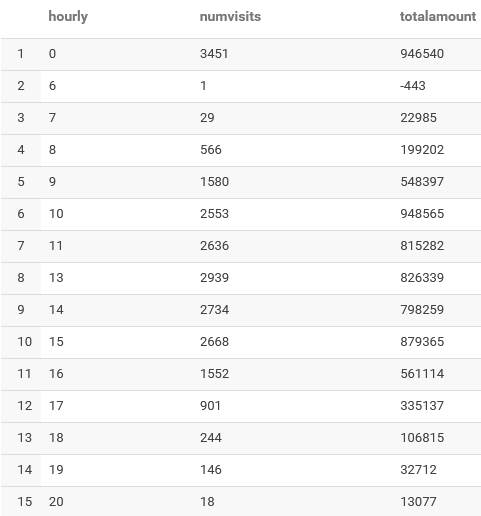 hourly numvisits totalamount
1 0 3451 946540
2 6 1 -443
3 7 29 22985
4 8 566 199202
5 9 1580 548397
6 10 2553 948565
7 11 2636 815282
8 13 2939 826339
9 14 2734 798259
10 15 2668 879365
11 16 1552 561114
12 17 901 335137
13 18 244 106815
14 19 146 32712
15 20 18 13077